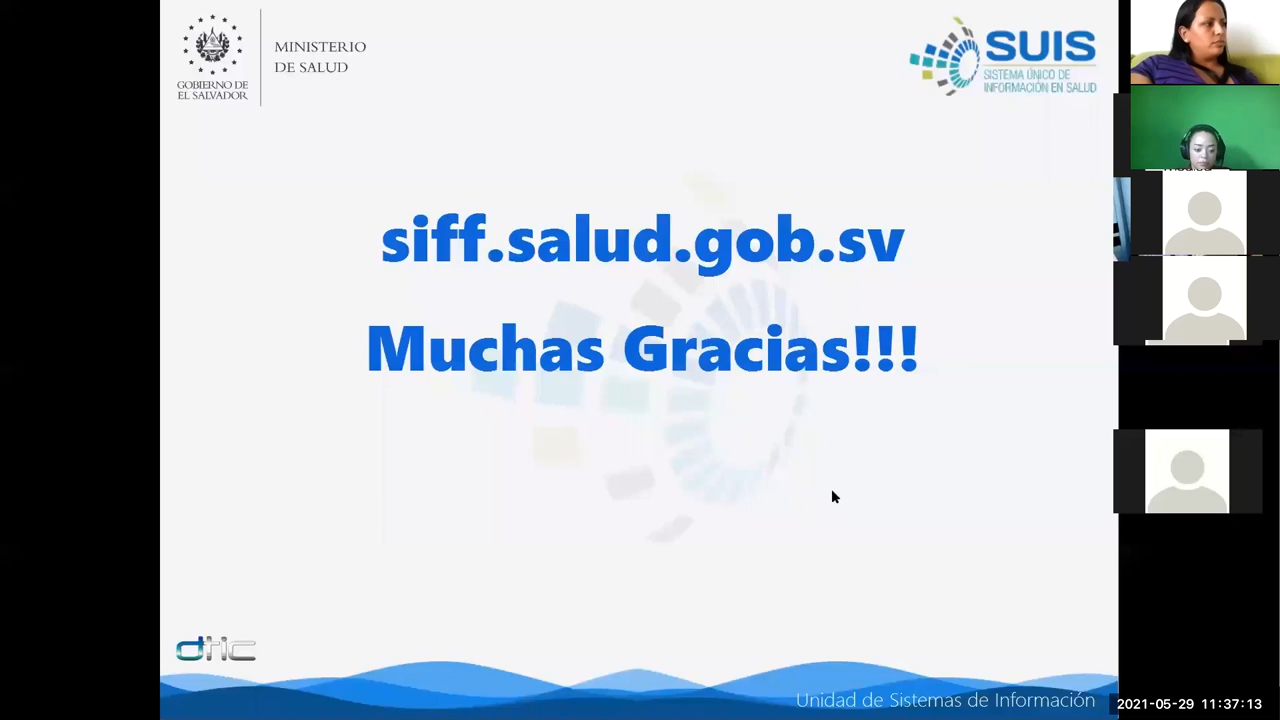 GOBIERNO DE
EL SALVADOR
MINISTERIO
DE SALUD
SUIS
SISTEMA ÚNICO DE
INFORMACIÓN EN SALUD
siff.salud.gob.sv
Muchas Gracias!!!
dtic
Unidad de Sistemas de Información
2021-05-29 11:37:13